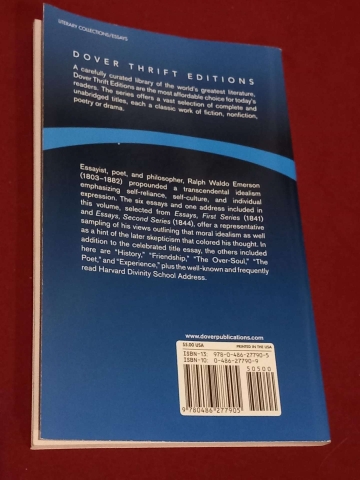 LITERARY COLLECTIONS/ESSAYS
DOVER THRIFT EDITIONS
A carefully curated library of the world's greatest literature,
Dover Thrift Editions are the most affordable choice for today's
readers. The series offers a vast selection of complete and
unabridged titles, each a classic work of fiction, nonfiction,
poetry or drama.
Essayist, poet, and philosopher, Ralph Waldo Emerson
(1803–1882) propounded a transcendental idealism
emphasizing self-reliance, self-culture, and individual
expression. The six essays and one address included in
this volume, selected from Essays, First Series (1841)
and Essays, Second Series (1844), offer a representative
sampling of his views outlining that moral idealism as well
as a hint of the later skepticism that colored his thought. In
addition to the celebrated title essay, the others included
here are "History," "Friendship," "The Over-Soul," "The
Poet," and "Experience," plus the well-known and frequently
read Harvard Divinity School Address.
www.doverpublications.com
$3.00 USA PRINTED IN THE USA
ISBN-13: 978-0-486-27790-5
ISBN-10: 0-486-27790-9
50500
9 780486 277905